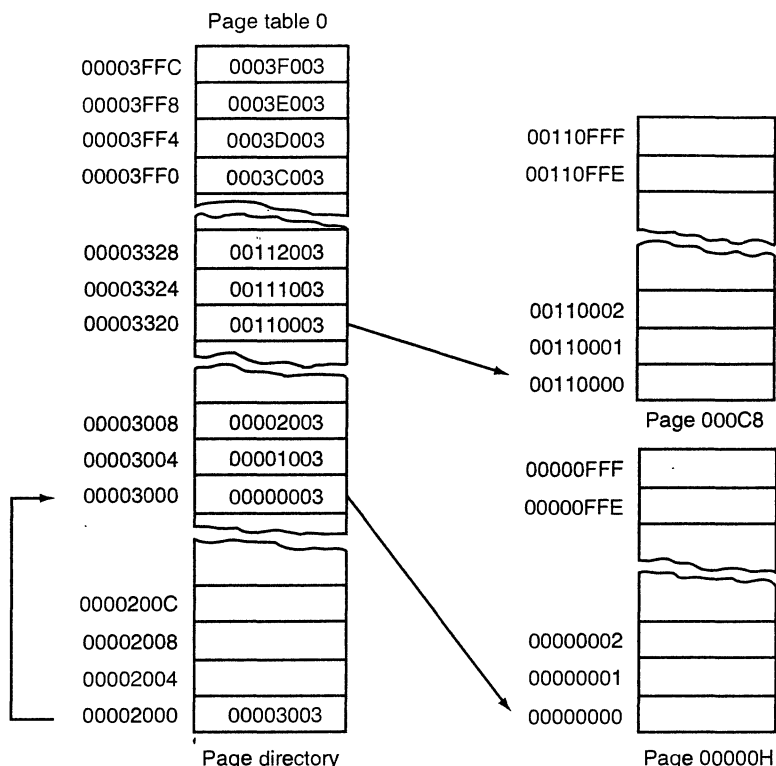 Page table 0
00003FFC 0003F003
00003FF8 0003E003
00003FF4 0003D003
00003FF0 0003C003
00003328 00112003
00003324 00111003
00003320 00110003
00003008 00002003
00003004 00001003
00003000 00000003
0000200C
00002008
00002004
00002000 00003003
Page directory
00110FFF
00110FFE
00110002
00110001
00110000
Page 000C8
00000FFF
00000FFE
00000002
00000001
00000000
Page 00000H